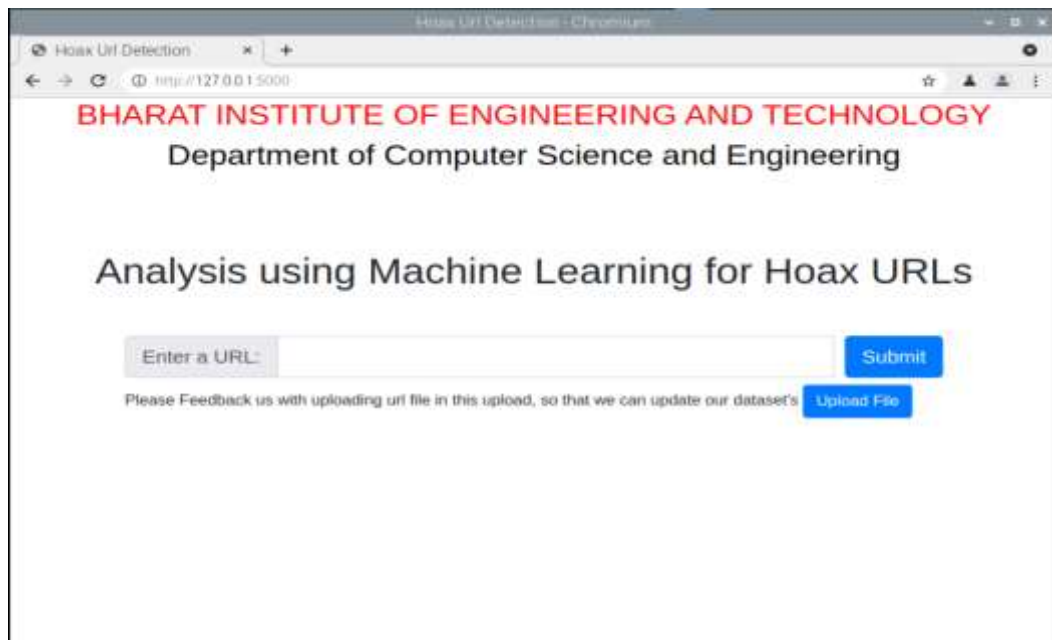 Hoax Url Detection - Chromium
Hoax Url Detection
http://127.0.0.1:5000
BHARAT INSTITUTE OF ENGINEERING AND TECHNOLOGY
Department of Computer Science and Engineering
Analysis using Machine Learning for Hoax URLs
Enter a URL: Submit
Please Feedback us with uploading url file in this upload, so that we can update our dataset's Upload File